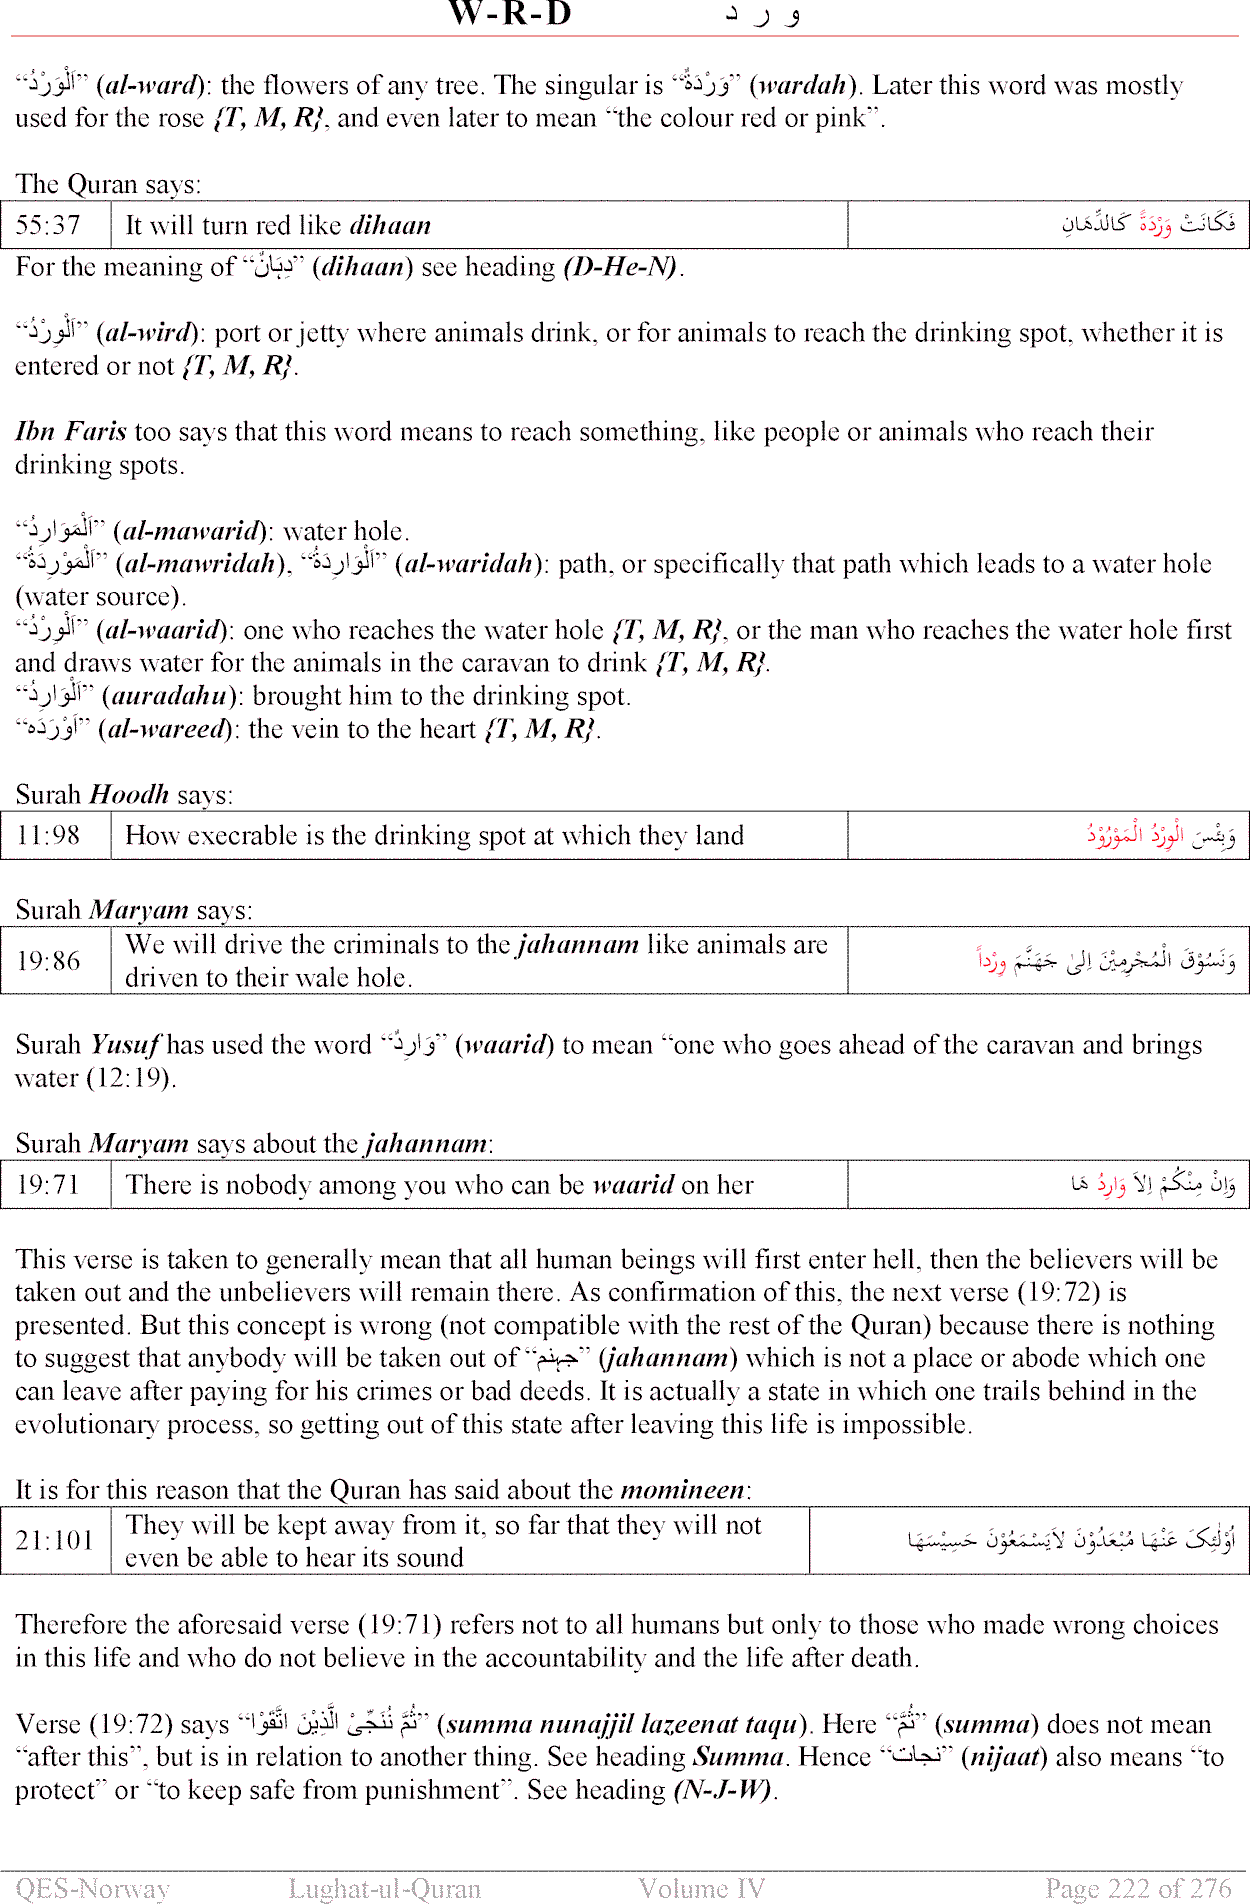 W-R-D و ر د
“اَلْوَرْدُ” (al-ward): the flowers of any tree. The singular is “وَرْدَةٌ” (wardah). Later this word was mostly
used for the rose {T, M, R}, and even later to mean “the colour red or pink”.
The Quran says:
55:37 It will turn red like dihaan فَكَانَتْ وَرْدَةً كَالدِّهَانِ
For the meaning of “دِہَانٌ” (dihaan) see heading (D-He-N).
“اَلْوِرْدُ” (al-wird): port or jetty where animals drink, or for animals to reach the drinking spot, whether it is
entered or not {T, M, R}.
Ibn Faris too says that this word means to reach something, like people or animals who reach their
drinking spots.
“اَلْمَوَارِدُ” (al-mawarid): water hole.
“اَلْمَوْرِدَةُ” (al-mawridah), “اَلْوَارِدَةُ” (al-waridah): path, or specifically that path which leads to a water hole
(water source).
“اَلْوِرْدُ” (al-waarid): one who reaches the water hole {T, M, R}, or the man who reaches the water hole first
and draws water for the animals in the caravan to drink {T, M, R}.
“اَلْوَارِدُ” (auradahu): brought him to the drinking spot.
“اَوْرَدَه” (al-wareed): the vein to the heart {T, M, R}.
Surah Hoodh says:
11:98 How execrable is the drinking spot at which they land وَبِئْسَ الْوِرْدُ الْمَوْرُوْدُ
Surah Maryam says:
We will drive the criminals to the jahannam like animals are
19:86 driven to their wale hole. وَنَسُوْقَ الْمُجْرِمِيْنَ اِلىٰ جَهَنَّمَ وِرْداً
Surah Yusuf has used the word “وَارِدٌ” (waarid) to mean “one who goes ahead of the caravan and brings
water (12:19).
Surah Maryam says about the jahannam:
19:71 There is nobody among you who can be waarid on her وَاِنْ مِنْكُمْ اِلاَ وَارِدُ هَا
This verse is taken to generally mean that all human beings will first enter hell, then the believers will be
taken out and the unbelievers will remain there. As confirmation of this, the next verse (19:72) is
presented. But this concept is wrong (not compatible with the rest of the Quran) because there is nothing
to suggest that anybody will be taken out of “جہنم” (jahannam) which is not a place or abode which one
can leave after paying for his crimes or bad deeds. It is actually a state in which one trails behind in the
evolutionary process, so getting out of this state after leaving this life is impossible.
It is for this reason that the Quran has said about the momineen:
They will be kept away from it, so far that they will not
21:101 even be able to hear its sound اُوْلٰئِکَ عَنْهَا مُبْعَدُوْنَ لاَيَسْمَعُوْنَ حَسِيْسَهَا
Therefore the aforesaid verse (19:71) refers not to all humans but only to those who made wrong choices
in this life and who do not believe in the accountability and the life after death.
Verse (19:72) says “ثُمَّ نُنَجِّیْ الَّذِيْنَ اتَّقَوْا” (summa nunajjil lazeenat taqu). Here “ثُمَّ” (summa) does not mean
“after this”, but is in relation to another thing. See heading Summa. Hence “نجات” (nijaat) also means “to
protect” or “to keep safe from punishment”. See heading (N-J-W).
QES-Norway Lughat-ul-Quran Volume IV Page 222 of 276